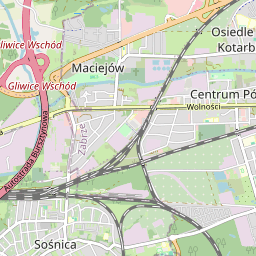 Osiedle
Kotarb
Gliwice Wschód
Maciejów
Gliwice Wschód
Centrum Pó
Wolności
Zabrze
Autostrada Bursztynowa
Sośnica